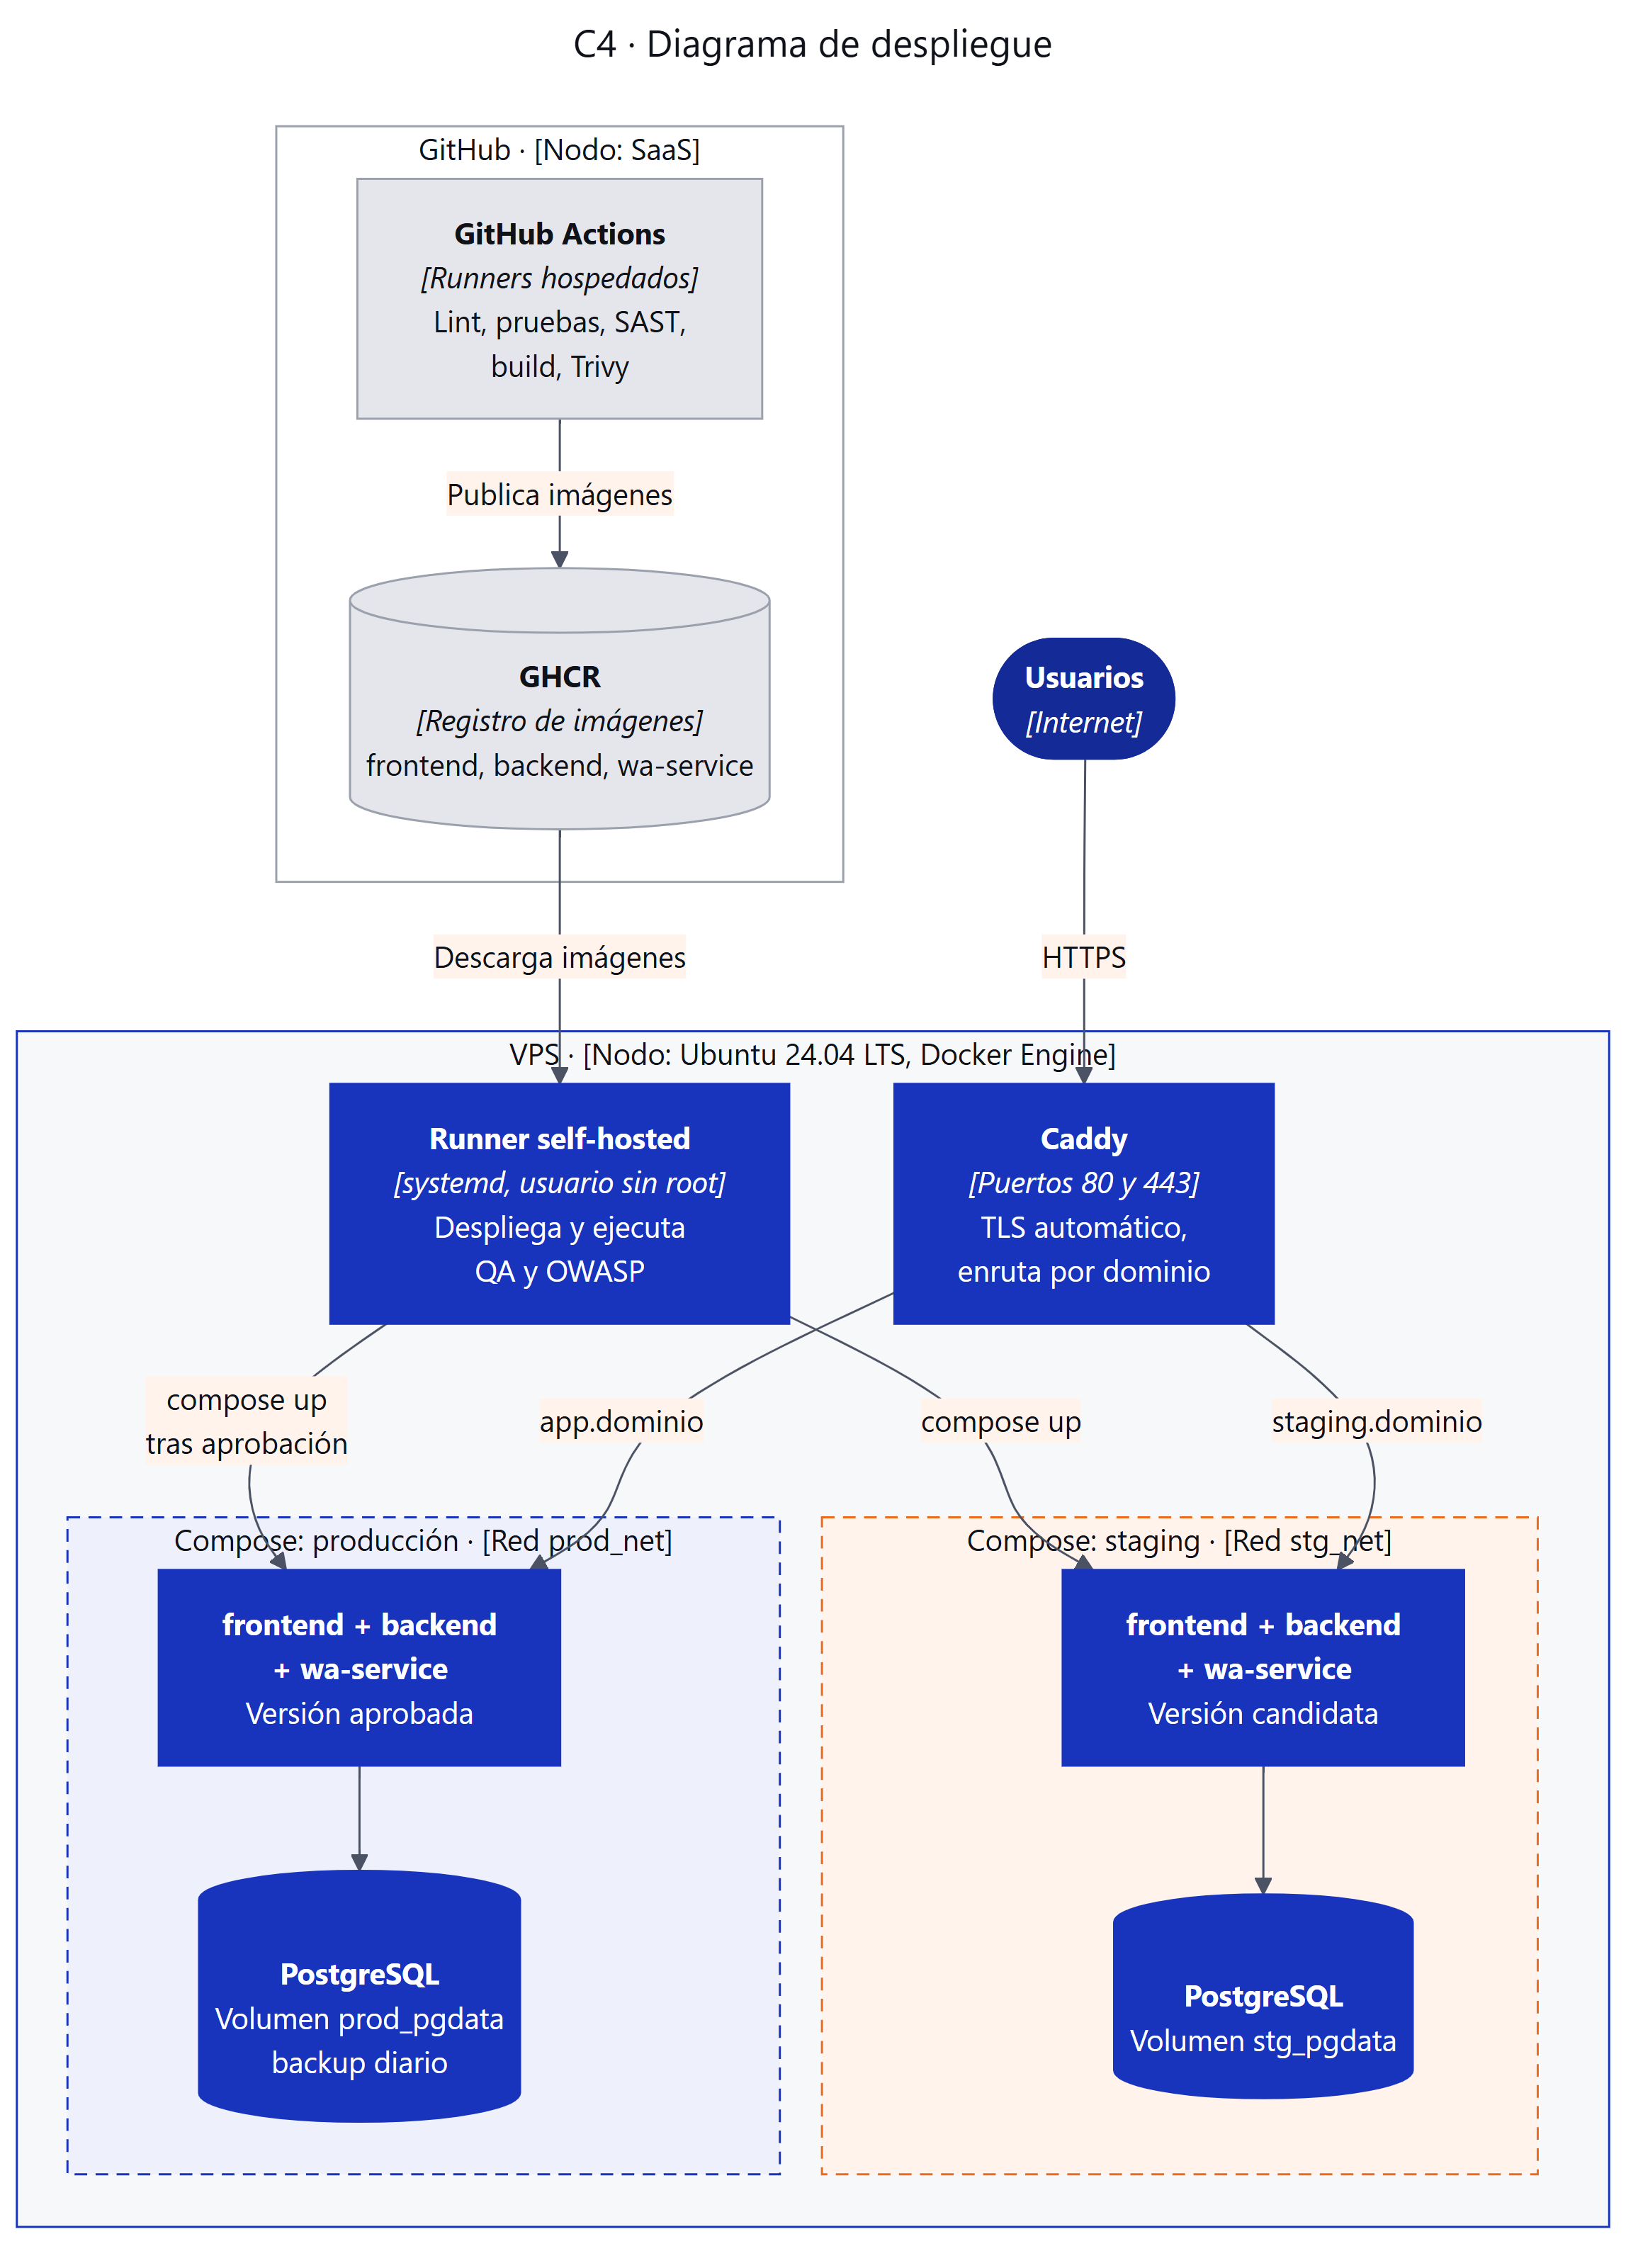 C4 · Diagrama de despliegue
GitHub · [Nodo: SaaS]
GitHub Actions
[Runners hospedados]
Lint, pruebas, SAST,
build, Trivy
Publica imágenes
GHCR
[Registro de imágenes]
frontend, backend, wa-service
Usuarios
[Internet]
Descarga imágenes
HTTPS
VPS · [Nodo: Ubuntu 24.04 LTS, Docker Engine]
Runner self-hosted
[systemd, usuario sin root]
Despliega y ejecuta
QA y OWASP
Caddy
[Puertos 80 y 443]
TLS automático,
enruta por dominio
compose up
tras aprobación
app.dominio
compose up
staging.dominio
Compose: producción · [Red prod_net]
frontend + backend
+ wa-service
Versión aprobada
PostgreSQL
Volumen prod_pgdata
backup diario
Compose: staging · [Red stg_net]
frontend + backend
+ wa-service
Versión candidata
PostgreSQL
Volumen stg_pgdata